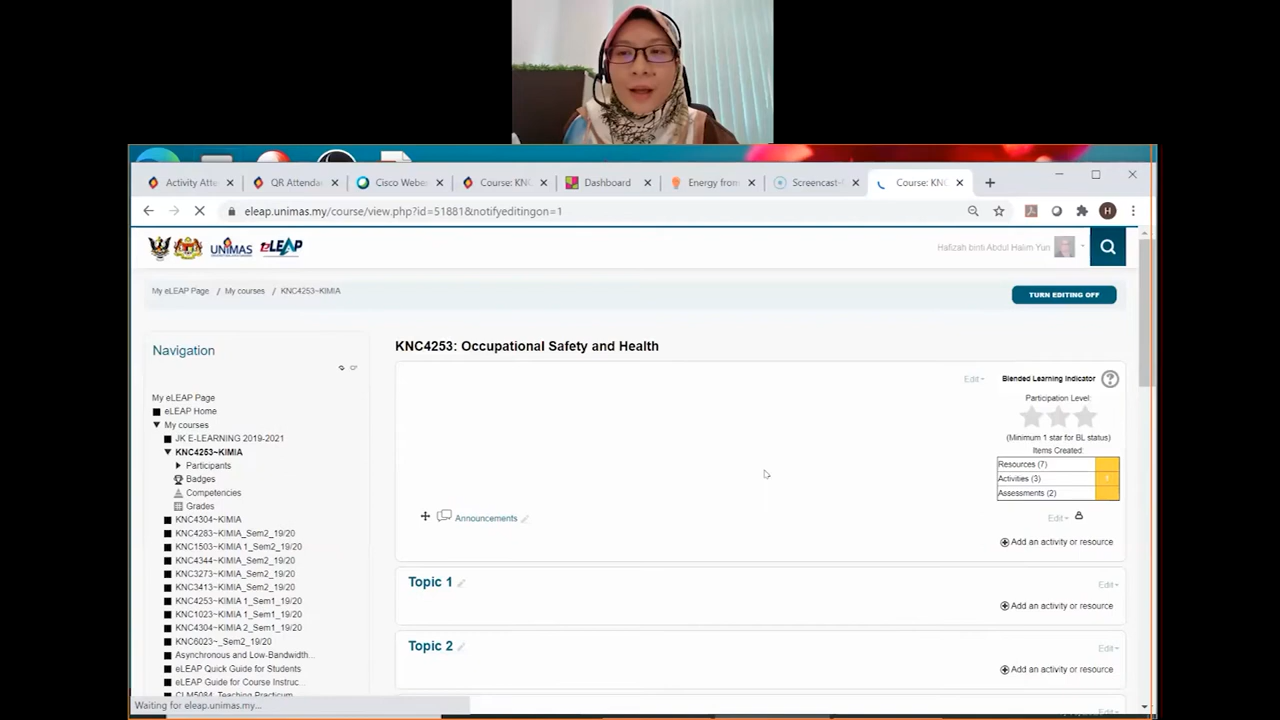 Activity Atte
QR Attendan
Cisco Webe
Course: KNC
Dashboard
Energy from
Screencast-
Course: KNC
eleap.unimas.my/course/view.php?id=51881&notifyeditingon=1
H
UNIMAS
eLEAP
Hafizah binti Abdul Halim Yun
My eLEAP Page / My courses / KNC4253~KIMIA
TURN EDITING OFF
Navigation
My eLEAP Page
eLEAP Home
My courses
JK E-LEARNING 2019-2021
KNC4253~KIMIA
Participants
Badges
Competencies
Grades
KNC4304~KIMIA
KNC4283~KIMIA_Sem2_19/20
KNC1503~KIMIA 1_Sem2_19/20
KNC4344~KIMIA_Sem2_19/20
KNC3273~KIMIA_Sem2_19/20
KNC3413~KIMIA_Sem2_19/20
KNC4253~KIMIA 1_Sem1_19/20
KNC1023~KIMIA 1_Sem1_19/20
KNC4304~KIMIA 2_Sem1_19/20
KNC6023~_Sem2_19/20
Asynchronous and Low-Bandwidth...
eLEAP Quick Guide for Students
eLEAP Guide for Course Instruc...
CLM5084 Teaching Practicum
KNC4253: Occupational Safety and Health
Edit
Blended Learning Indicator
Participation Level:
(Minimum 1 star for BL status)
Items Created:
Resources (7)
Activities (3)
Assessments (2)
Announcements
Edit
Add an activity or resource
Topic 1
Edit
Add an activity or resource
Topic 2
Edit
Add an activity or resource
Waiting for eleap.unimas.my...